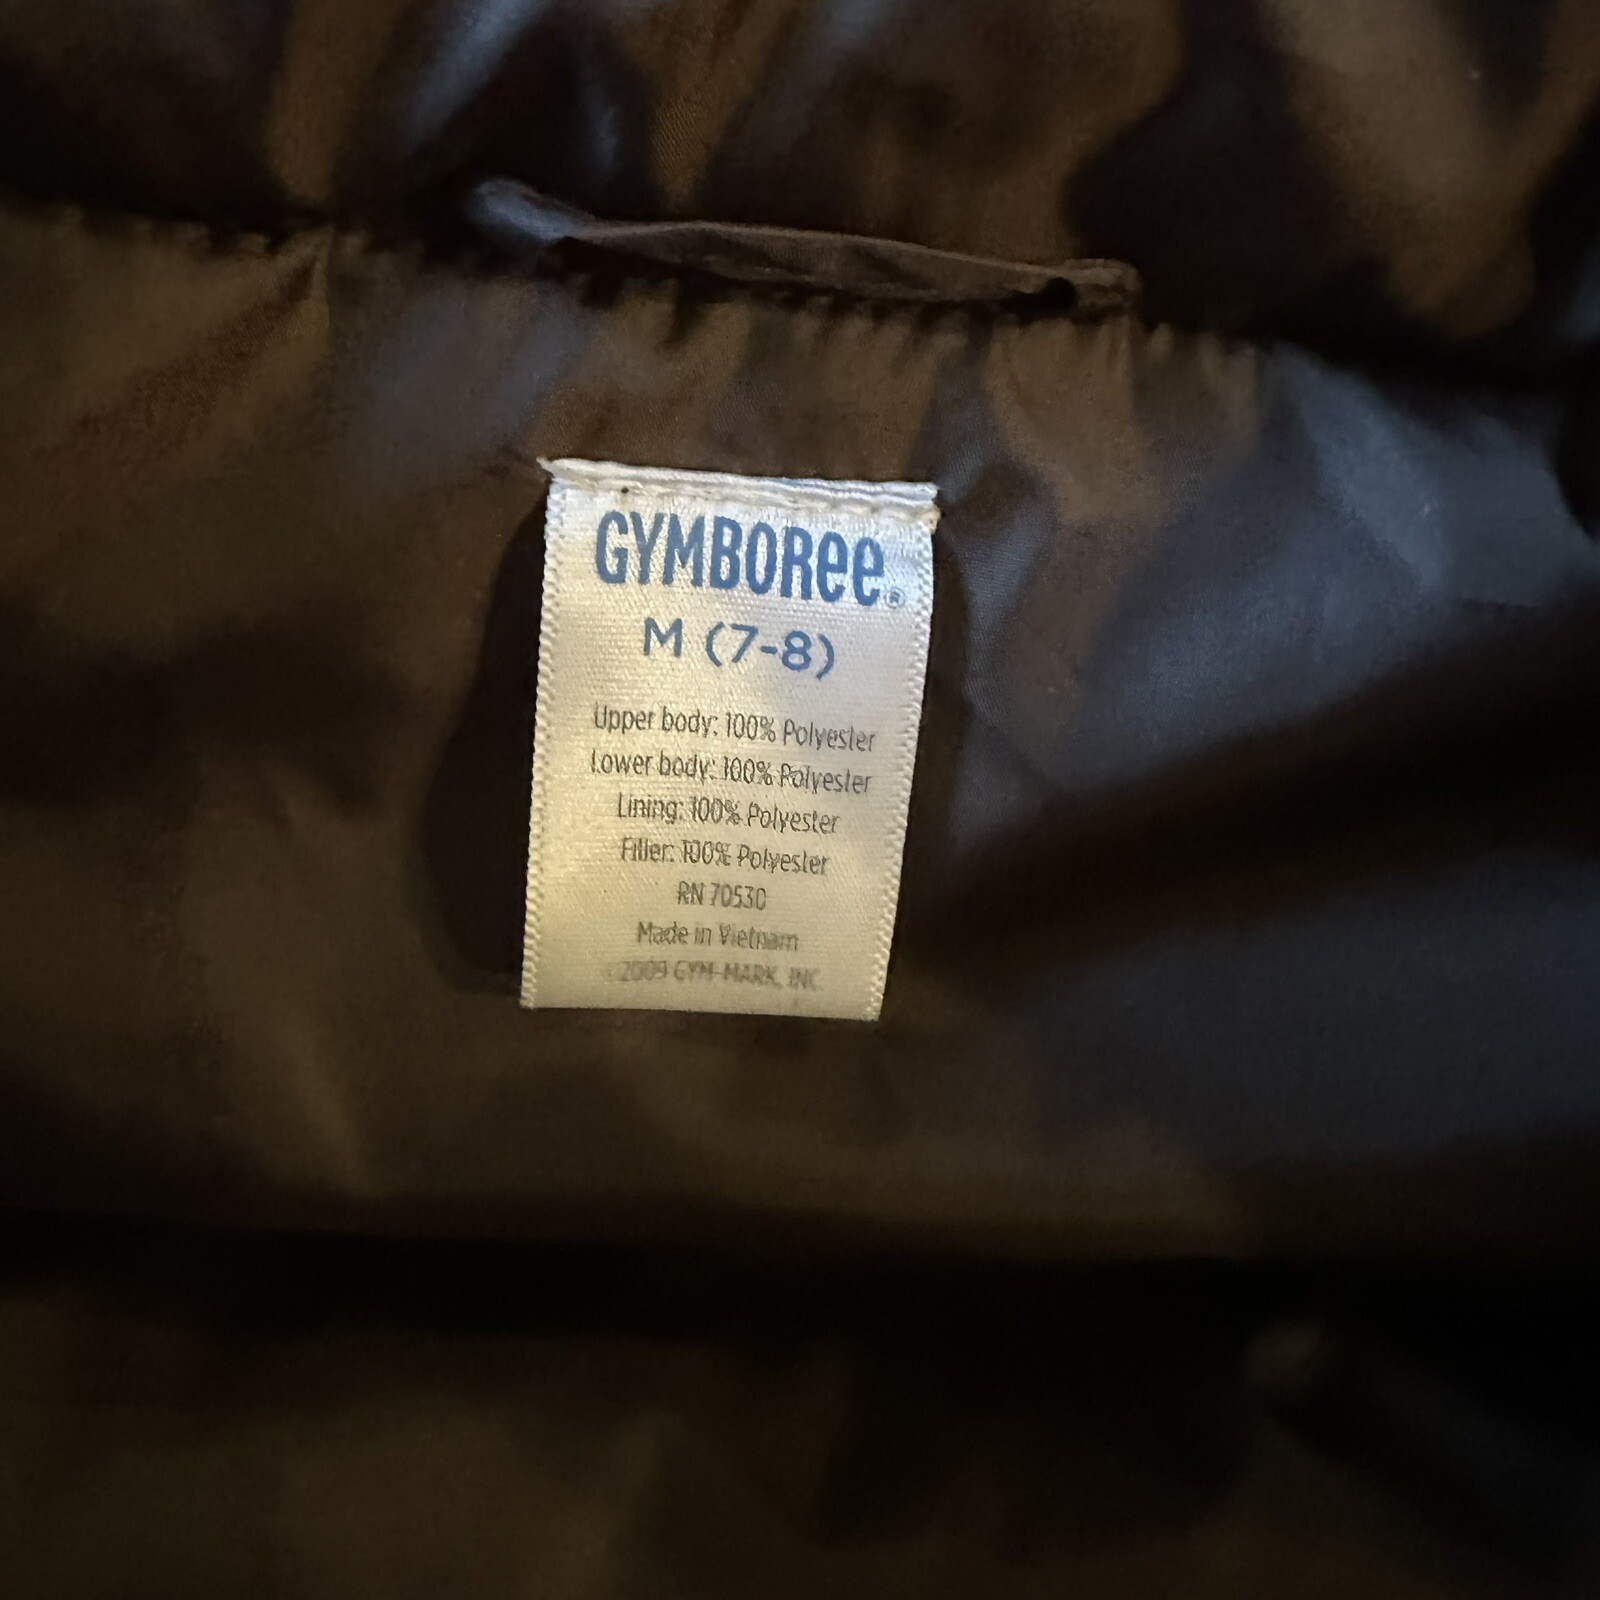 GYMBORee®
M (7-8)
Upper body: 100% Polyester
Lower body: 100% Polyester
Lining: 100% Polyester
Filler: 100% Polyester
RN 70530
Made in Vietnam
©2009 GYM-MARK, INC.